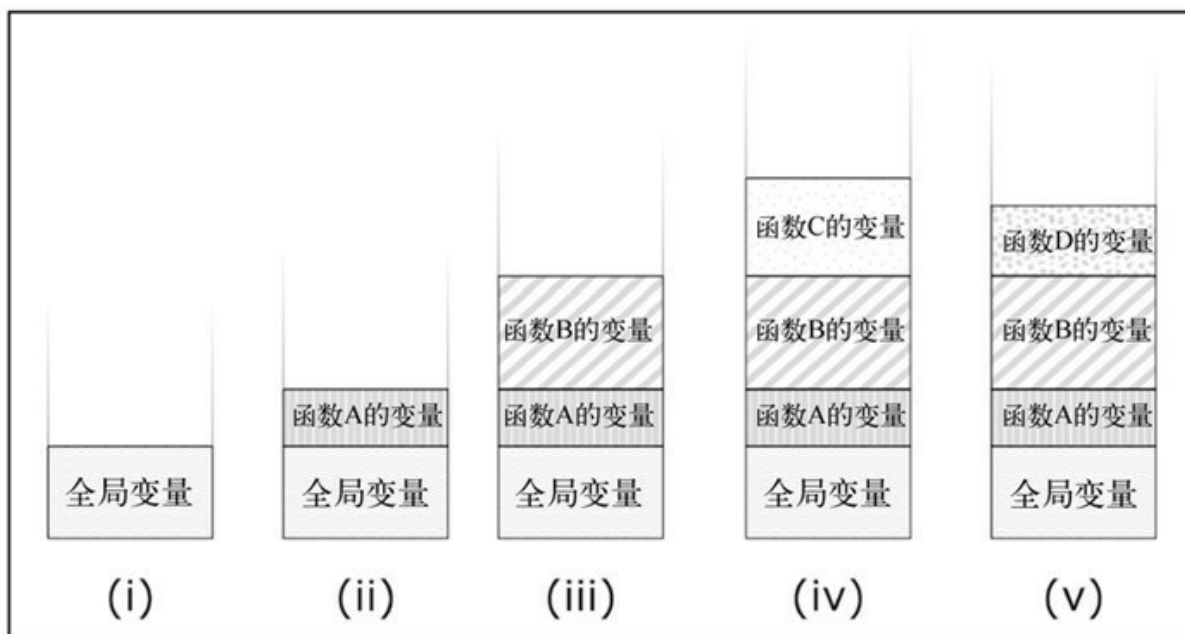 函数C的变量
函数D的变量
函数B的变量
函数B的变量
函数B的变量
函数A的变量
函数A的变量
函数A的变量
函数A的变量
全局变量
全局变量
全局变量
全局变量
全局变量
(i)
(ii)
(iii)
(iv)
(v)